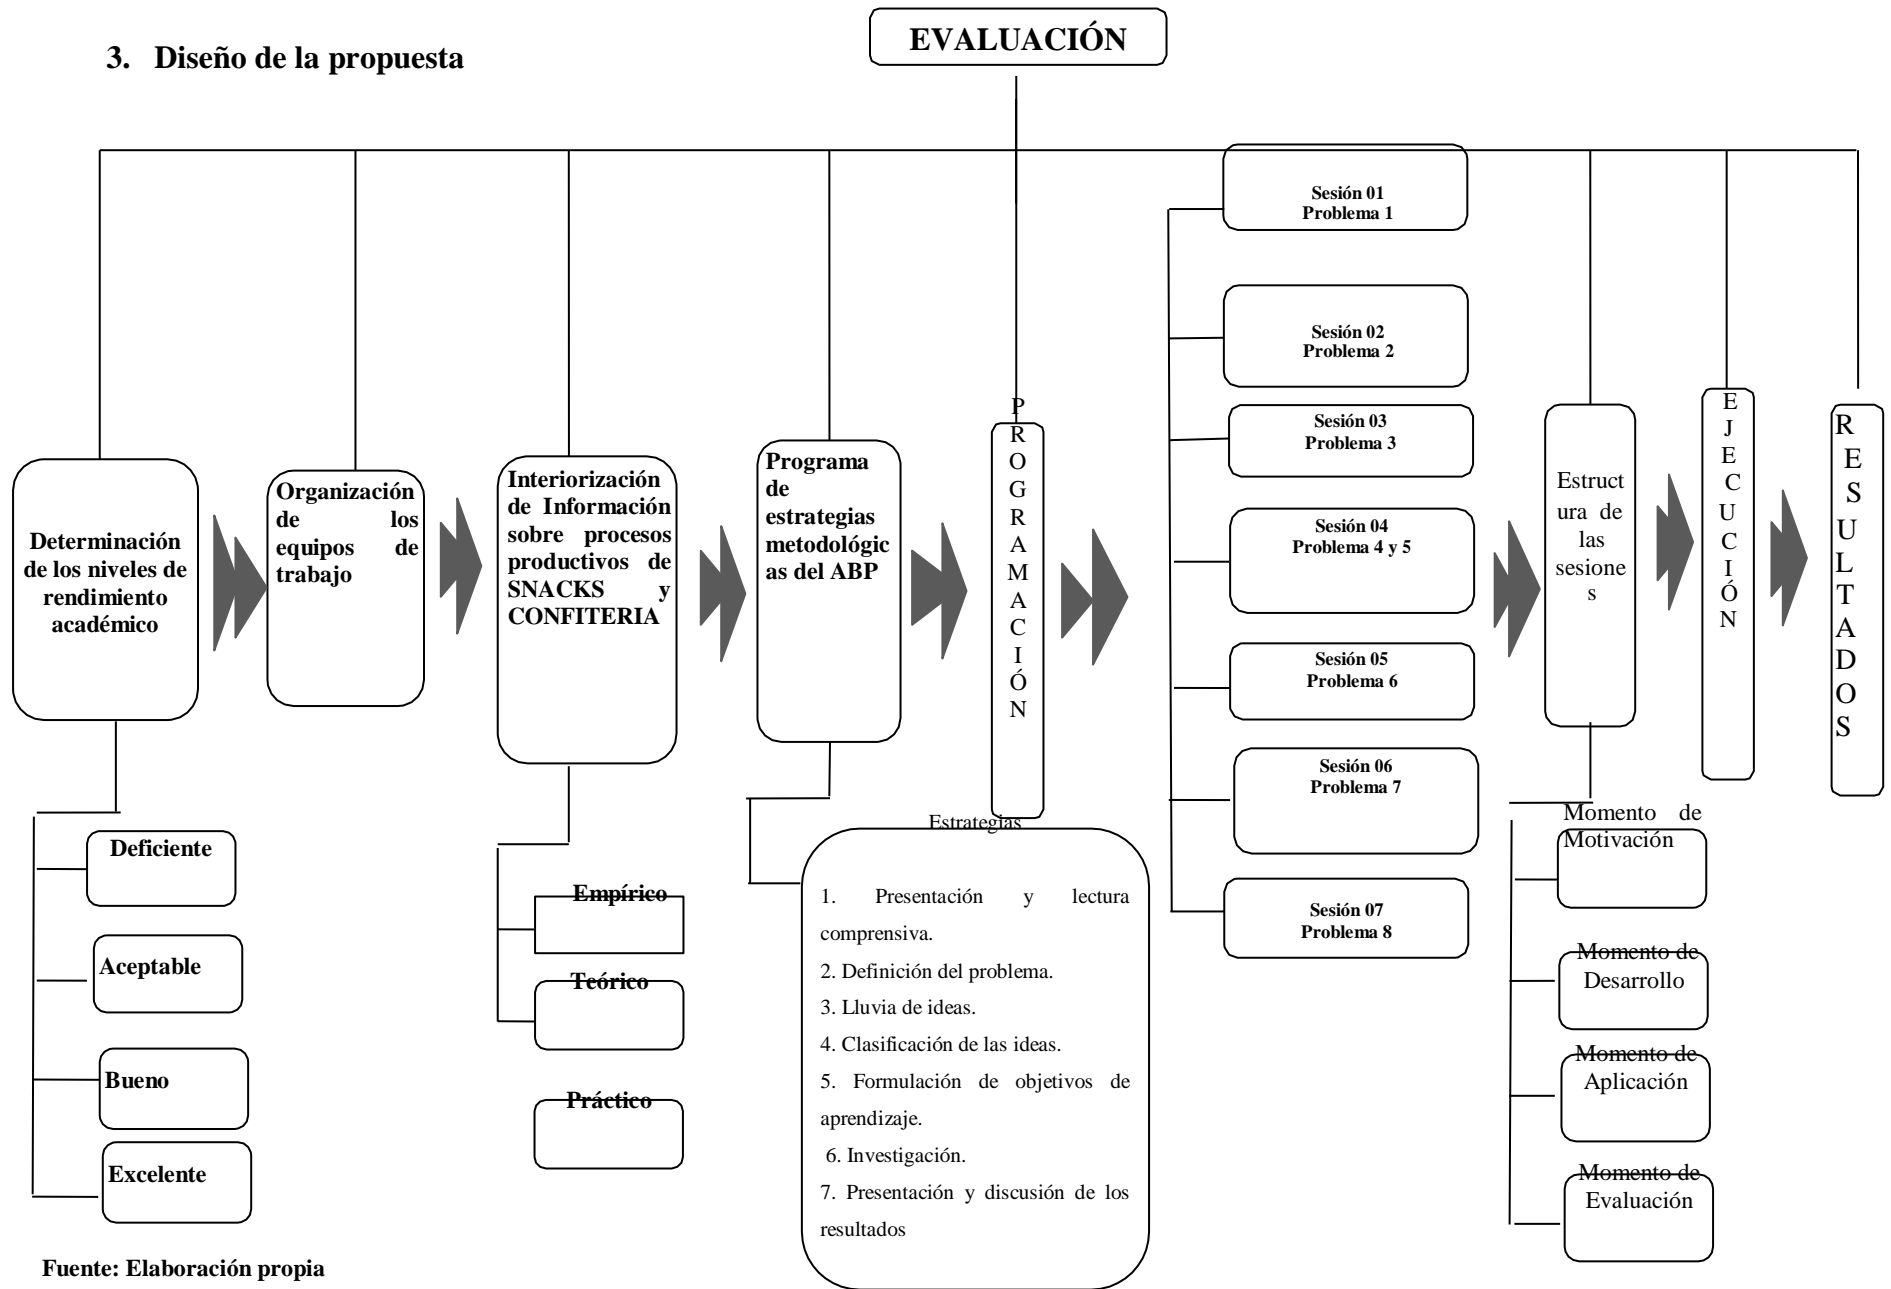 EVALUACIÓN
3. Diseño de la propuesta
Determinación
de los niveles de
rendimiento
académico
Deficiente
Aceptable
Bueno
Excelente
Organización
de los
equipos de
trabajo
Interiorización
de Información
sobre procesos
productivos de
SNACKS y
CONFITERIA
Empírico
Teórico
Práctico
Programa
de
estrategias
metodológic
as del ABP
Estrategias
1. Presentación y lectura
comprensiva.
2. Definición del problema.
3. Lluvia de ideas.
4. Clasificación de las ideas.
5. Formulación de objetivos de
aprendizaje.
6. Investigación.
7. Presentación y discusión de los
resultados
P
R
O
G
R
A
M
A
C
I
Ó
N
Sesión 01
Problema 1
Sesión 02
Problema 2
Sesión 03
Problema 3
Sesión 04
Problema 4 y 5
Sesión 05
Problema 6
Sesión 06
Problema 7
Sesión 07
Problema 8
Estruct
ura de
las
sesione
s
Momento de
Motivación
Momento de
Desarrollo
Momento de
Aplicación
Momento de
Evaluación
E
J
E
C
U
C
I
Ó
N
R
E
S
U
L
T
A
D
O
S
Fuente: Elaboración propia